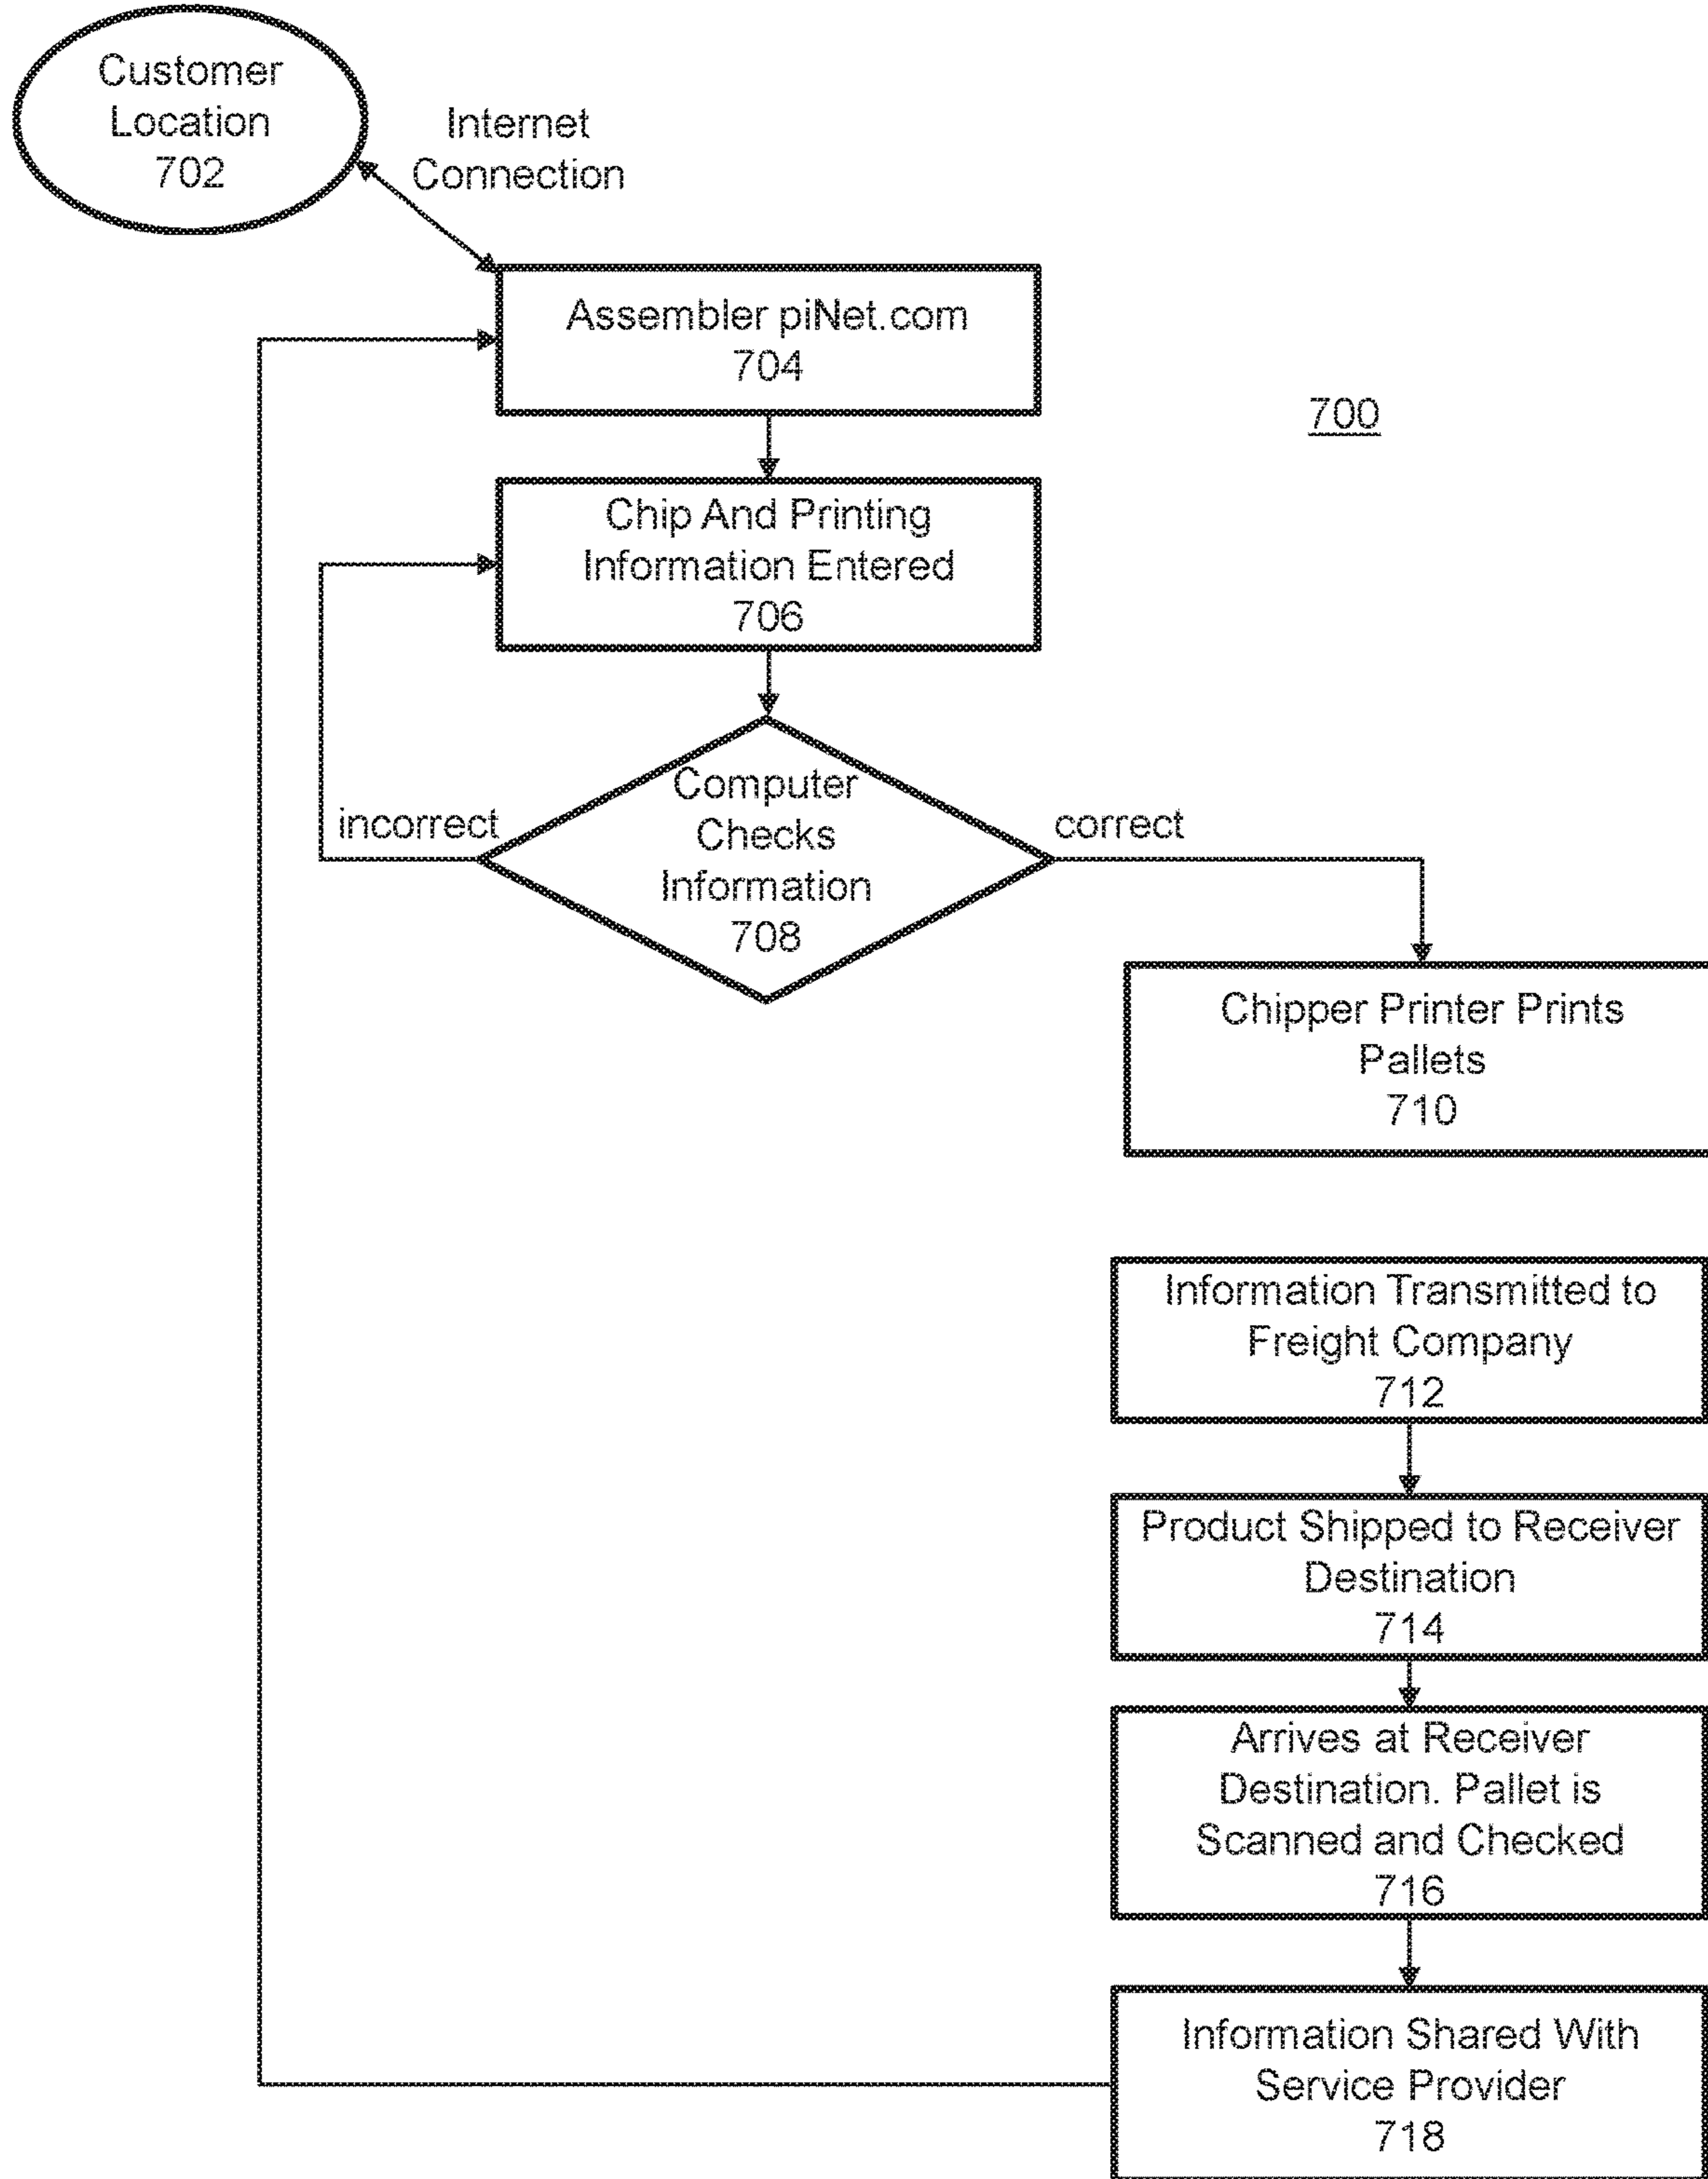 Customer
Location
702
Internet
Connection
Assembler piNet.com
704
700
Chip And Printing
Information Entered
706
Computer
Checks
Information
708
incorrect
correct
Chipper Printer Prints
Pallets
710
Information Transmitted to
Freight Company
712
Product Shipped to Receiver
Destination
714
Arrives at Receiver
Destination. Pallet is
Scanned and Checked
716
Information Shared With
Service Provider
718